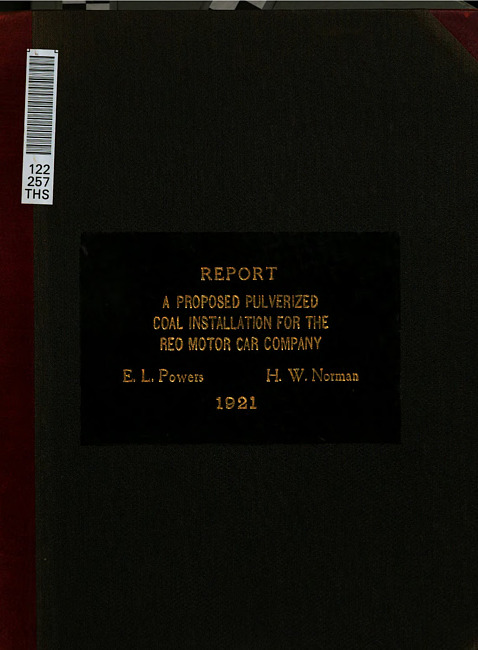 122
257
THS
REPORT
A PROPOSED PULVERIZED
COAL INSTALLATION FOR THE
REO MOTOR CAR COMPANY
E. L. Powers H. W. Norman
1921